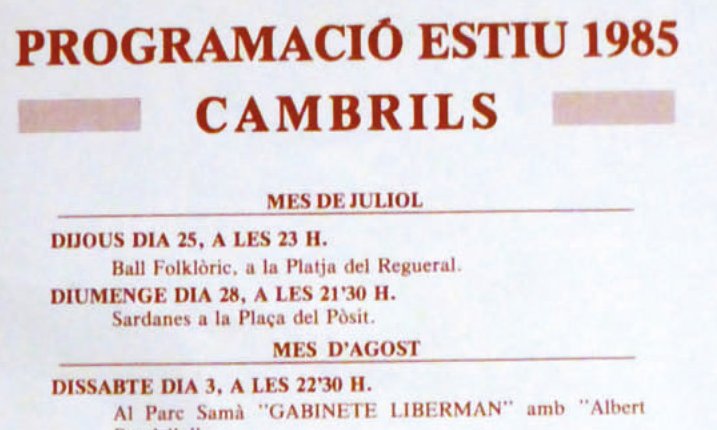 PROGRAMACIÓ ESTIU 1985
CAMBRILS
MES DE JULIOL
DIJOUS DIA 25, A LES 23 H.
Ball Folklòric, a la Platja del Regueral.
DIUMENGE DIA 28, A LES 21'30 H.
Sardanes a la Plaça del Pòsit.
MES D'AGOST
DISSABTE DIA 3, A LES 22'30 H.
Al Parc Samà "GABINETE LIBERMAN" amb "Albert